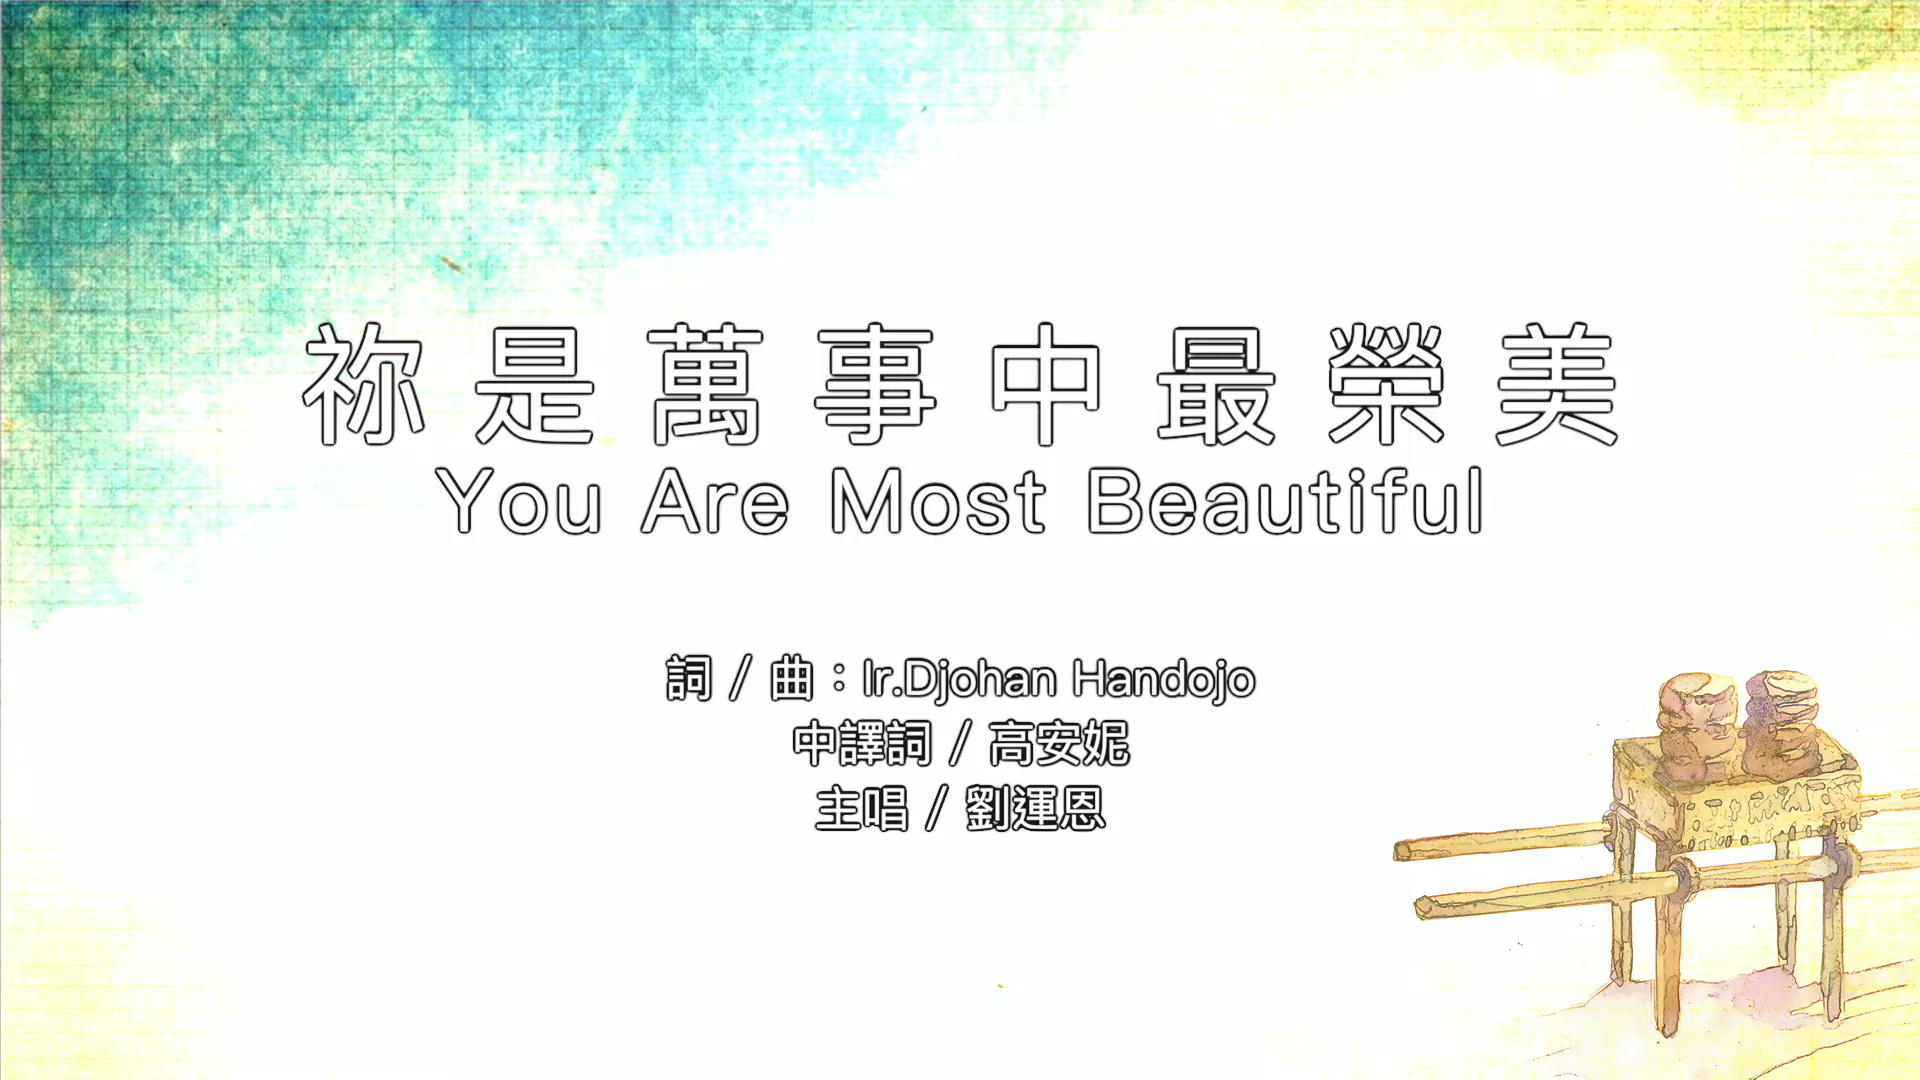 祢是萬事中最榮美
You Are Most Beautiful
詞 / 曲：Ir.Djohan Handojo
中譯詞 / 高安妮
主唱 / 劉運恩